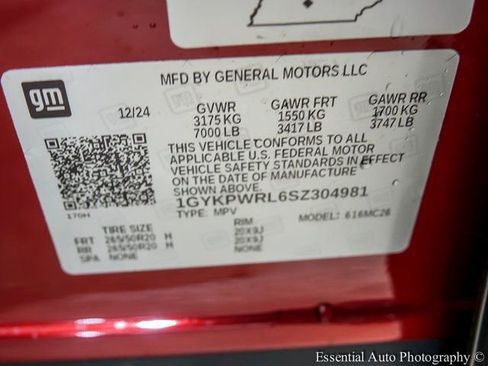 gm
MFD BY GENERAL MOTORS LLC
12/24 GVWR GAWR FRT GAWR RR
3175 KG 1550 KG 1700 KG
7000 LB 3417 LB 3747 LB
THIS VEHICLE CONFORMS TO ALL
APPLICABLE U.S. FEDERAL MOTOR
VEHICLE SAFETY STANDARDS IN EFFECT
ON THE DATE OF MANUFACTURE
SHOWN ABOVE.
1GYKPWRL6SZ304981
170H TYPE: MPV MODEL: 616MC26
TIRE SIZE RIM
FRT 265/50R20 H 20X9J
RR 265/50R20 H 20X9J
SPA NONE NONE
Essential Auto Photography ©